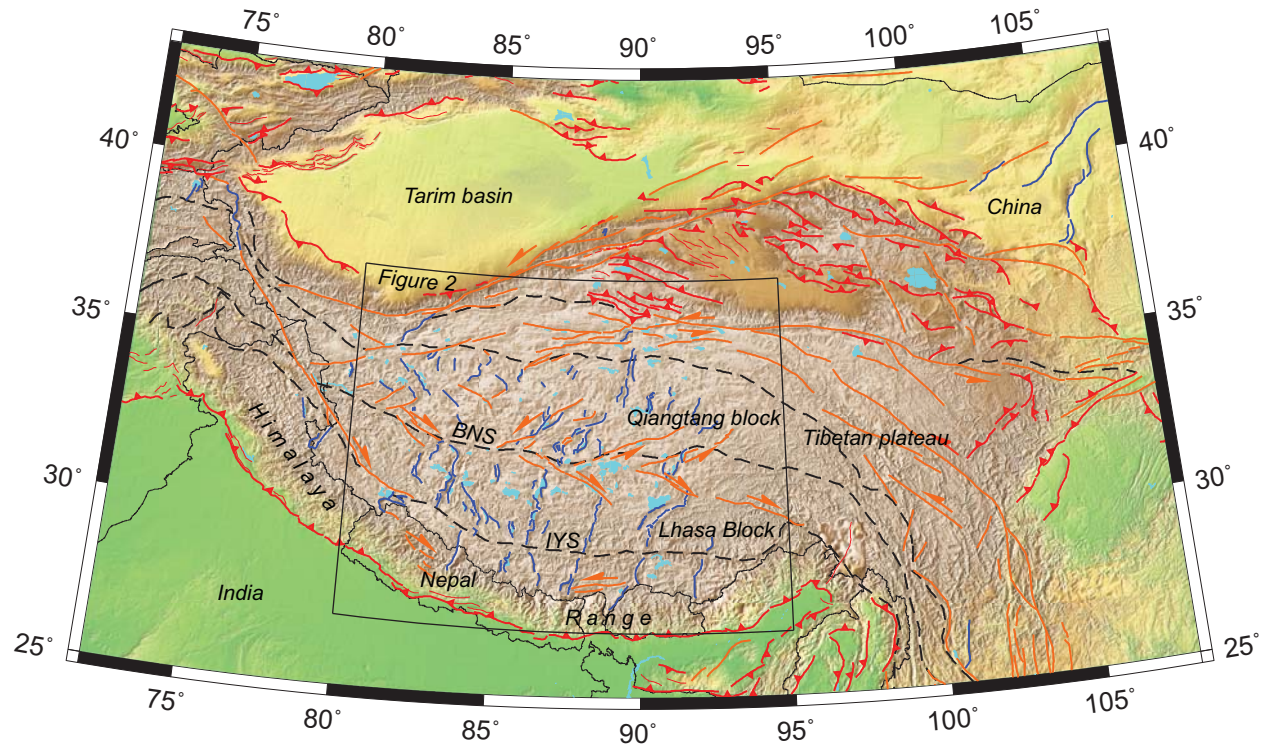 75°
80°
85°
90°
95°
100°
105°
40°
40°
Tarim basin
China
Figure 2
35°
35°
Qiangtang block
BNS
Tibetan plateau
Himalaya
30°
30°
Lhasa Block
IYS
Nepal
India
Range
25°
25°
75°
80°
85°
90°
95°
100°
105°